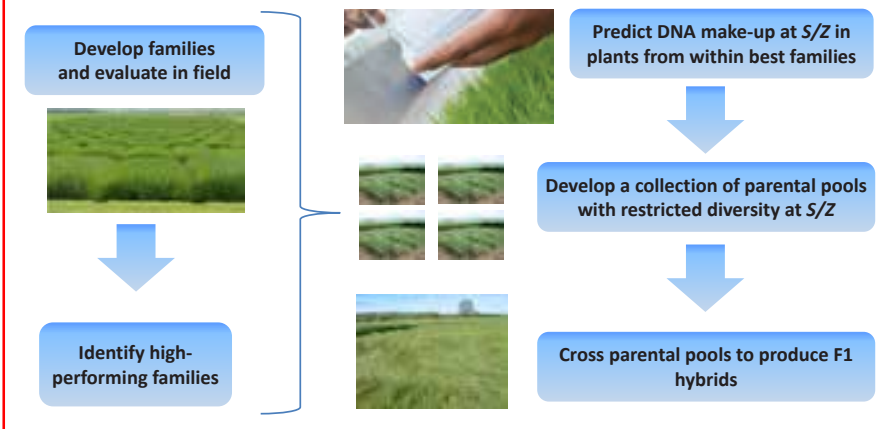 Develop families
and evaluate in field
Identify high-
performing families
Predict DNA make-up at S/Z in
plants from within best families
Develop a collection of parental pools
with restricted diversity at S/Z
Cross parental pools to produce F1
hybrids